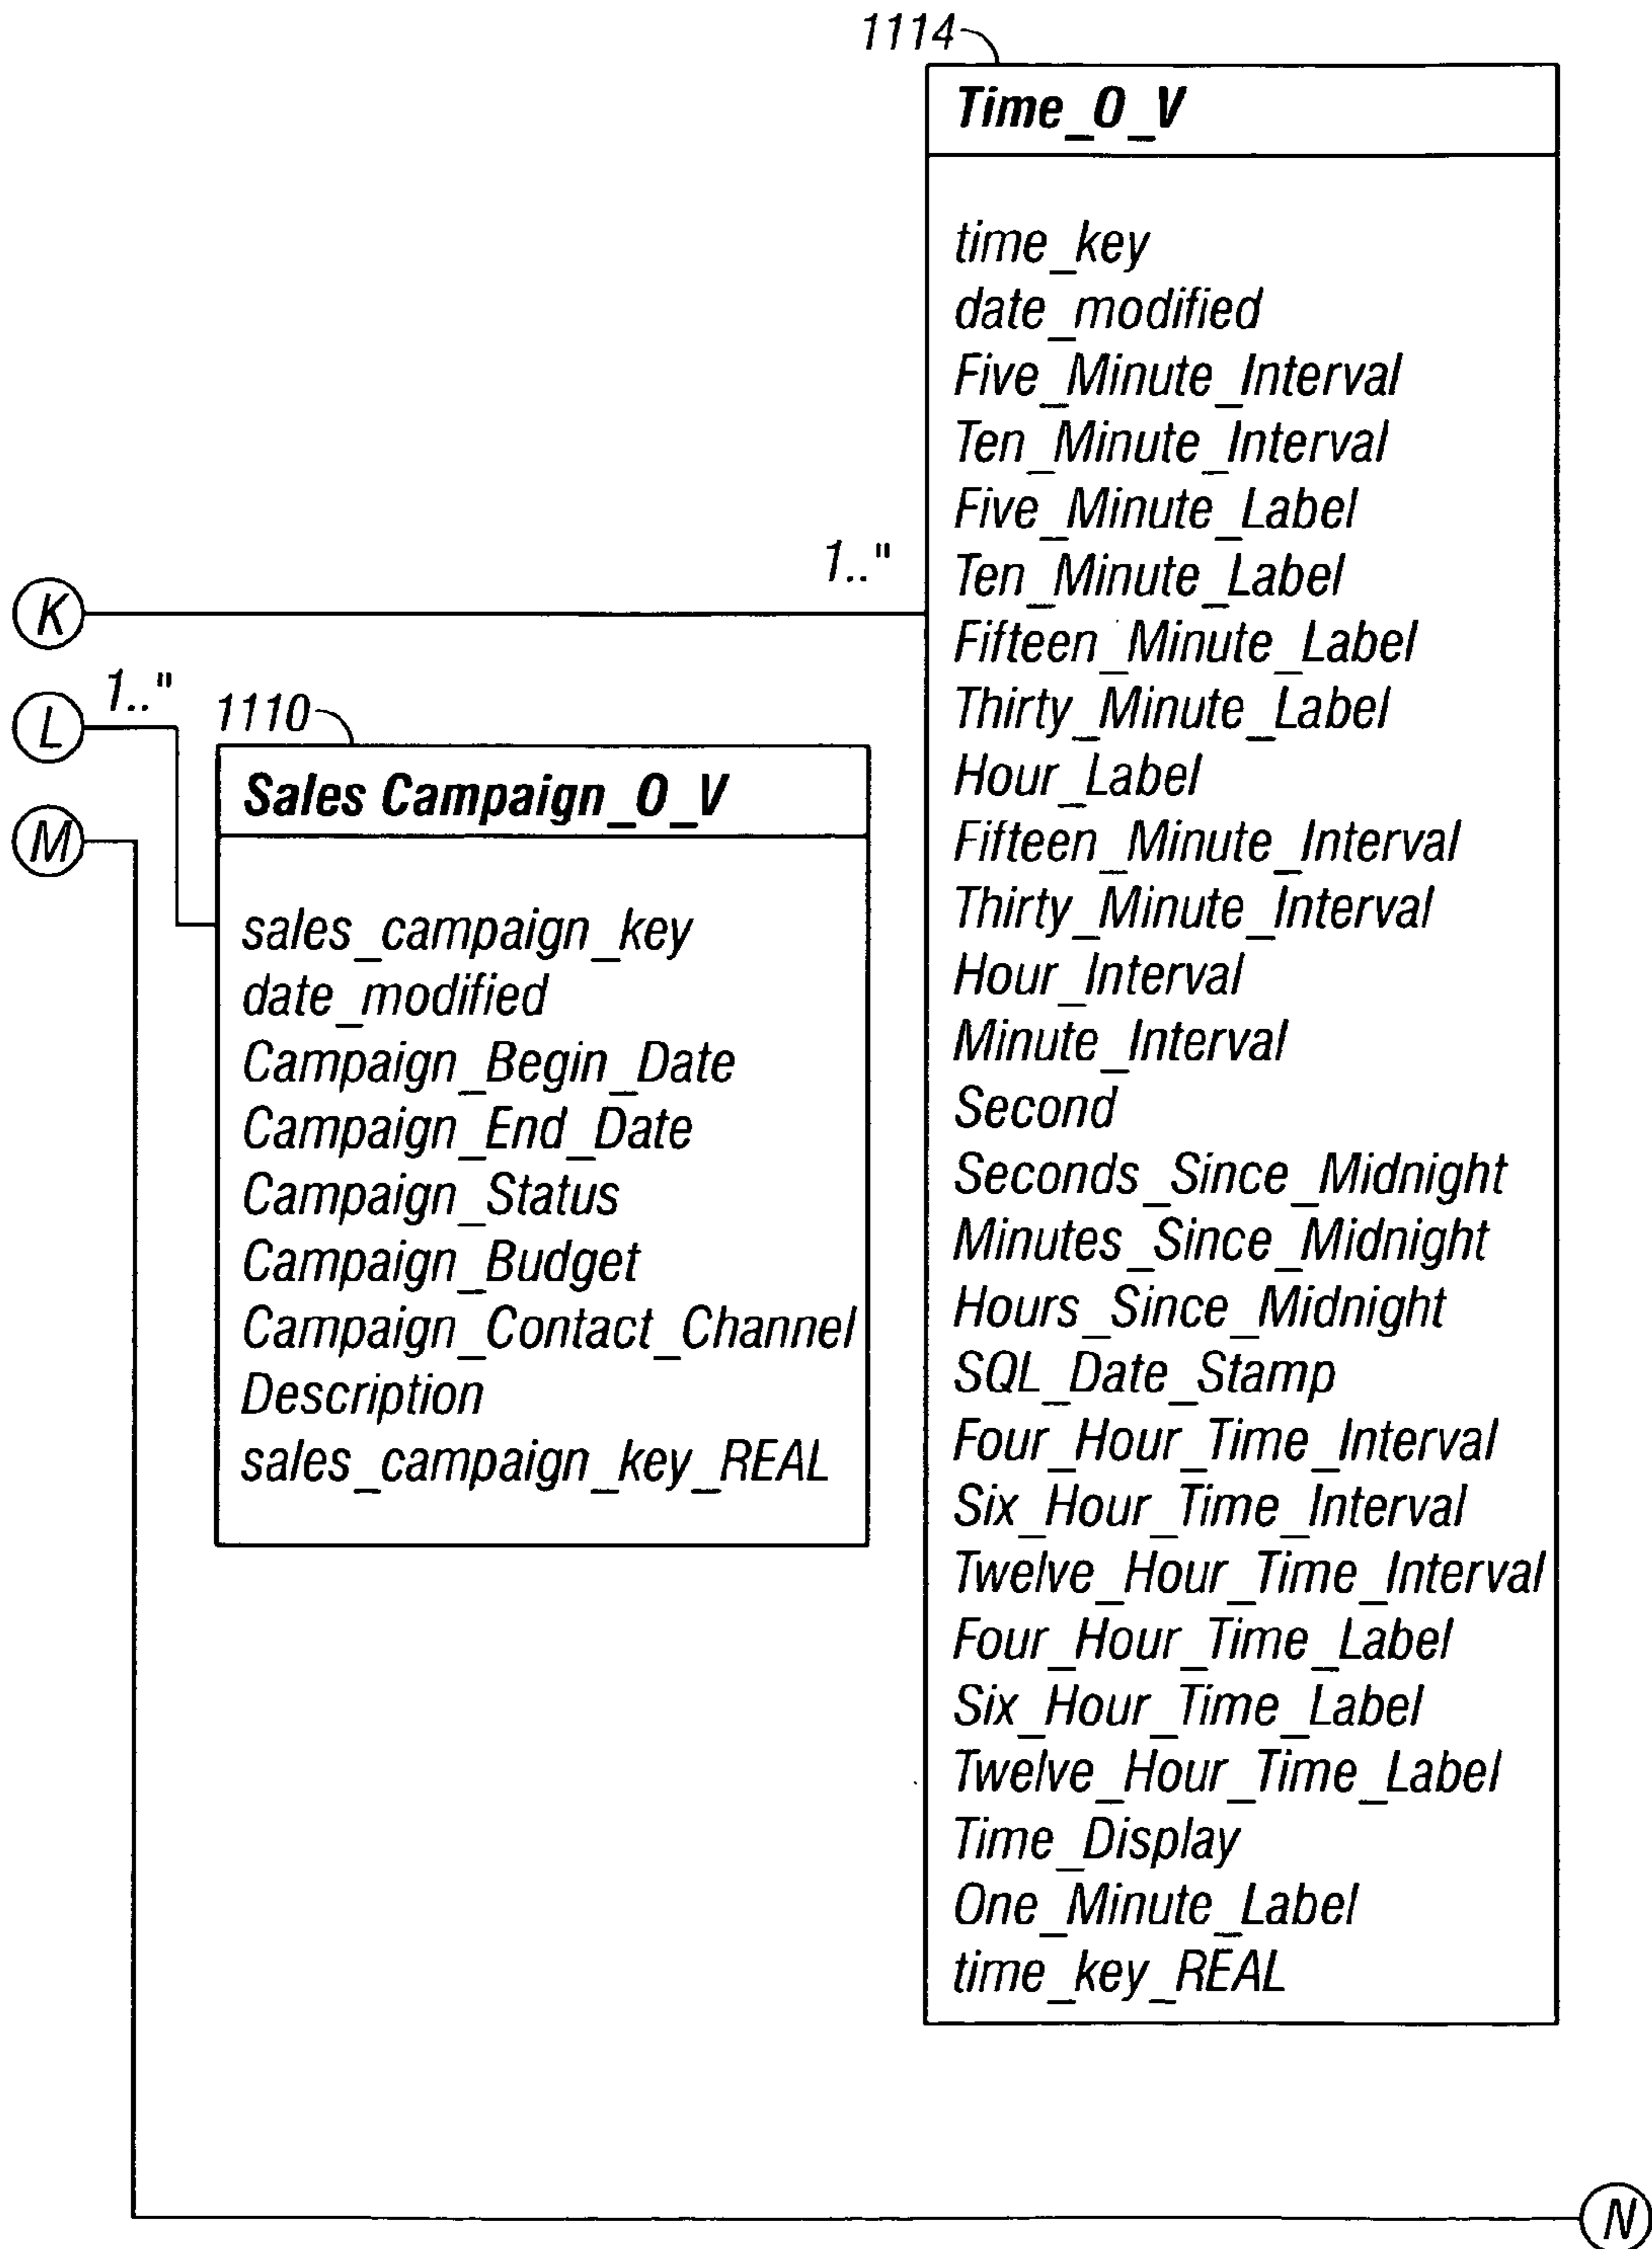 1114
Time_O_V
time_key
date_modified
Five_Minute_Interval
Ten_Minute_Interval
Five_Minute_Label
Ten_Minute_Label
Fifteen_Minute_Label
Thirty_Minute_Label
Hour_Label
Fifteen_Minute_Interval
Thirty_Minute_Interval
Hour_Interval
Minute_Interval
Second
Seconds_Since_Midnight
Minutes_Since_Midnight
Hours_Since_Midnight
SQL_Date_Stamp
Four_Hour_Time_Interval
Six_Hour_Time_Interval
Twelve_Hour_Time_Interval
Four_Hour_Time_Label
Six_Hour_Time_Label
Twelve_Hour_Time_Label
Time_Display
One_Minute_Label
time_key_REAL
1.."
K
L
1.."
M
1110
Sales Campaign_O_V
sales_campaign_key
date_modified
Campaign_Begin_Date
Campaign_End_Date
Campaign_Status
Campaign_Budget
Campaign_Contact_Channel
Description
sales_campaign_key_REAL
N